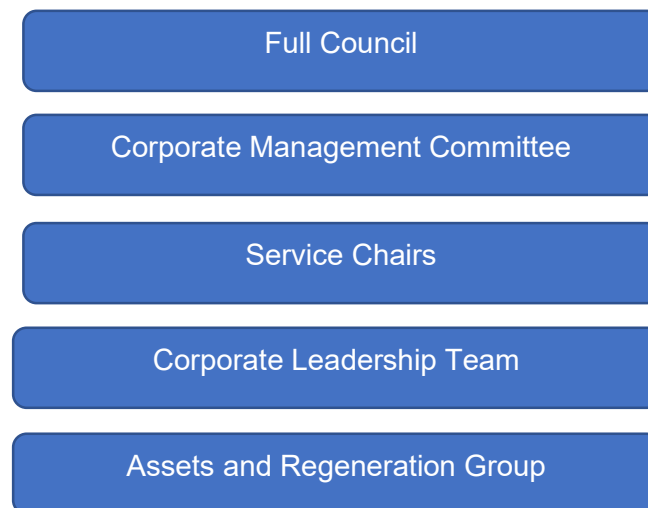 Full Council
Corporate Management Committee
Service Chairs
Corporate Leadership Team
Assets and Regeneration Group